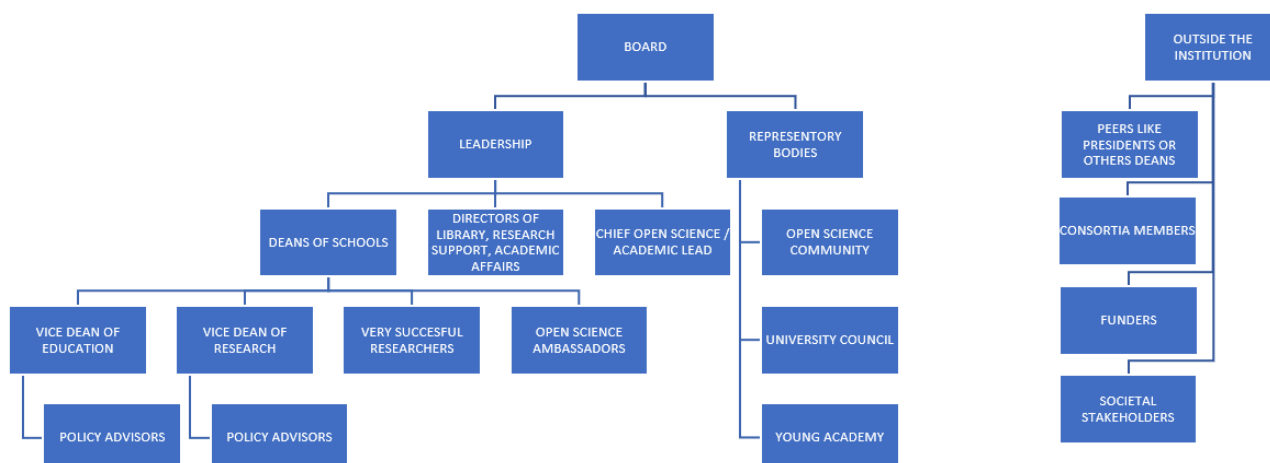 BOARD
OUTSIDE THE
INSTITUTION
LEADERSHIP
REPRESENTORY
BODIES
PEERS LIKE
PRESIDENTS OR
OTHERS DEANS
DEANS OF SCHOOLS
DIRECTORS OF
LIBRARY, RESEARCH
SUPPORT, ACADEMIC
AFFAIRS
CHIEF OPEN SCIENCE /
ACADEMIC LEAD
OPEN SCIENCE
COMMUNITY
CONSORTIA MEMBERS
VICE DEAN OF
EDUCATION
VICE DEAN OF
RESEARCH
VERY SUCCESFUL
RESEARCHERS
OPEN SCIENCE
AMBASSADORS
UNIVERSITY COUNCIL
FUNDERS
POLICY ADVISORS
POLICY ADVISORS
YOUNG ACADEMY
SOCIETAL
STAKEHOLDERS